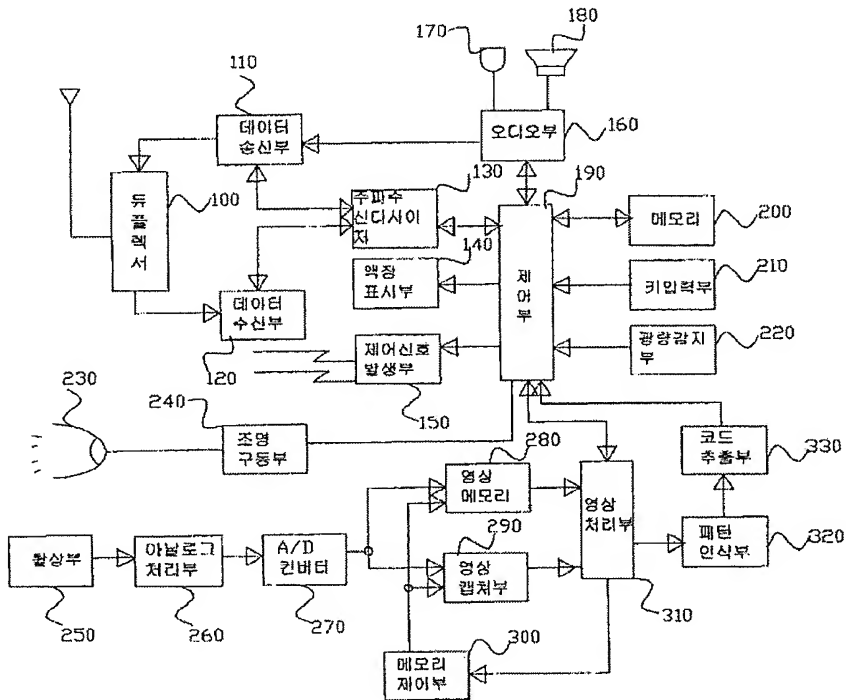 170
180
110
데이터
송신부
오디오부
160
듀
플
렉
서
100
130
주파수
신디사이
자
190
메모리
200
140
액장
표시부
제
어
부
키입력부
210
데이터
수신부
120
제어신호
발생부
150
광량감지
부
220
230
240
조명
구동부
280
영상
메모리
영상
처리부
310
코드
추출부
330
290
영상
캡쳐부
패턴
인식부
320
촬상부
250
아날로그
처리부
260
A/D
컨버터
270
300
메모리
제어부